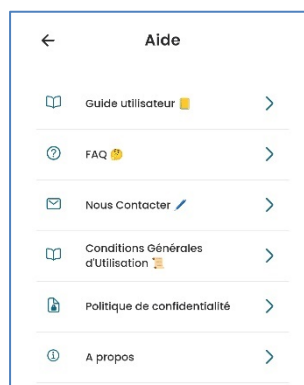 Aide
Guide utilisateur 📒
FAQ 🤔
Nous Contacter 🖊️
Conditions Générales
d'Utilisation 📜
Politique de confidentialité
A propos